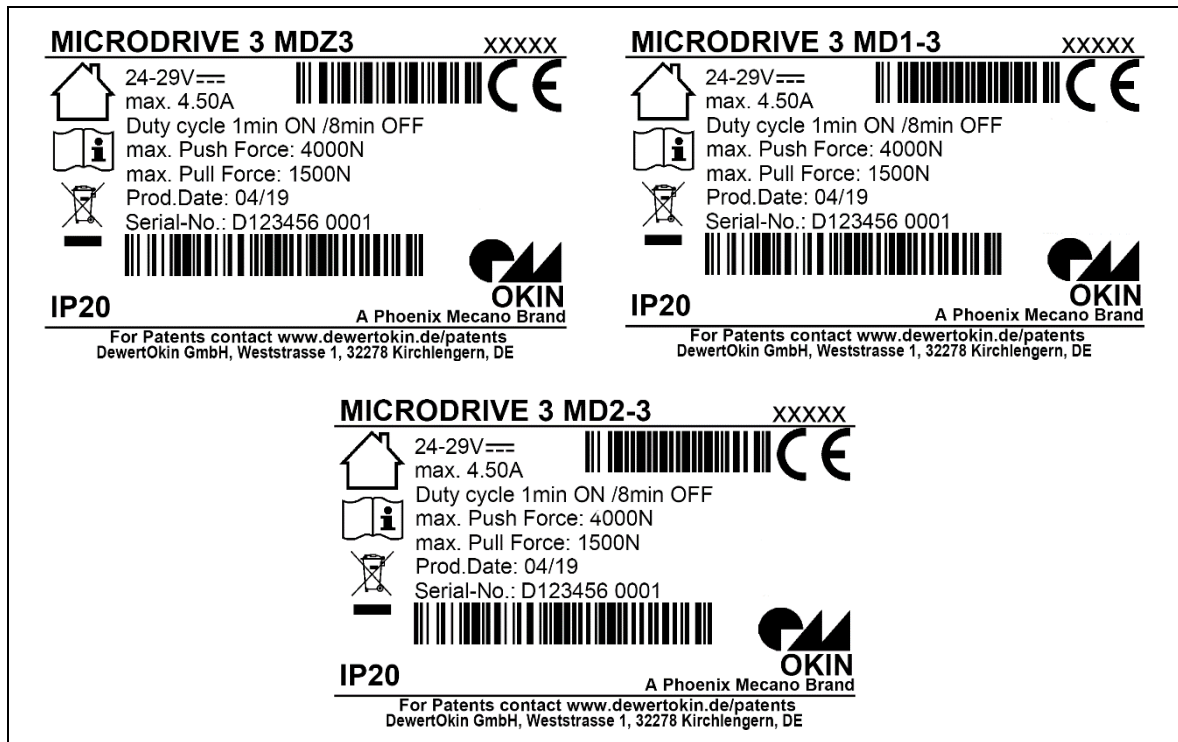 MICRODRIVE 3 MDZ3 XXXXX
24-29V
max. 4.50A
Duty cycle 1min ON /8min OFF
max. Push Force: 4000N
max. Pull Force: 1500N
Prod.Date: 04/19
Serial-No.: D123456 0001
IP20
OKIN
A Phoenix Mecano Brand
For Patents contact www.dewertokin.de/patents
DewertOkin GmbH, Weststrasse 1, 32278 Kirchlengern, DE
MICRODRIVE 3 MD1-3 XXXXX
24-29V
max. 4.50A
Duty cycle 1min ON /8min OFF
max. Push Force: 4000N
max. Pull Force: 1500N
Prod.Date: 04/19
Serial-No.: D123456 0001
IP20
OKIN
A Phoenix Mecano Brand
For Patents contact www.dewertokin.de/patents
DewertOkin GmbH, Weststrasse 1, 32278 Kirchlengern, DE
MICRODRIVE 3 MD2-3 XXXXX
24-29V
max. 4.50A
Duty cycle 1min ON /8min OFF
max. Push Force: 4000N
max. Pull Force: 1500N
Prod.Date: 04/19
Serial-No.: D123456 0001
IP20
OKIN
A Phoenix Mecano Brand
For Patents contact www.dewertokin.de/patents
DewertOkin GmbH, Weststrasse 1, 32278 Kirchlengern, DE